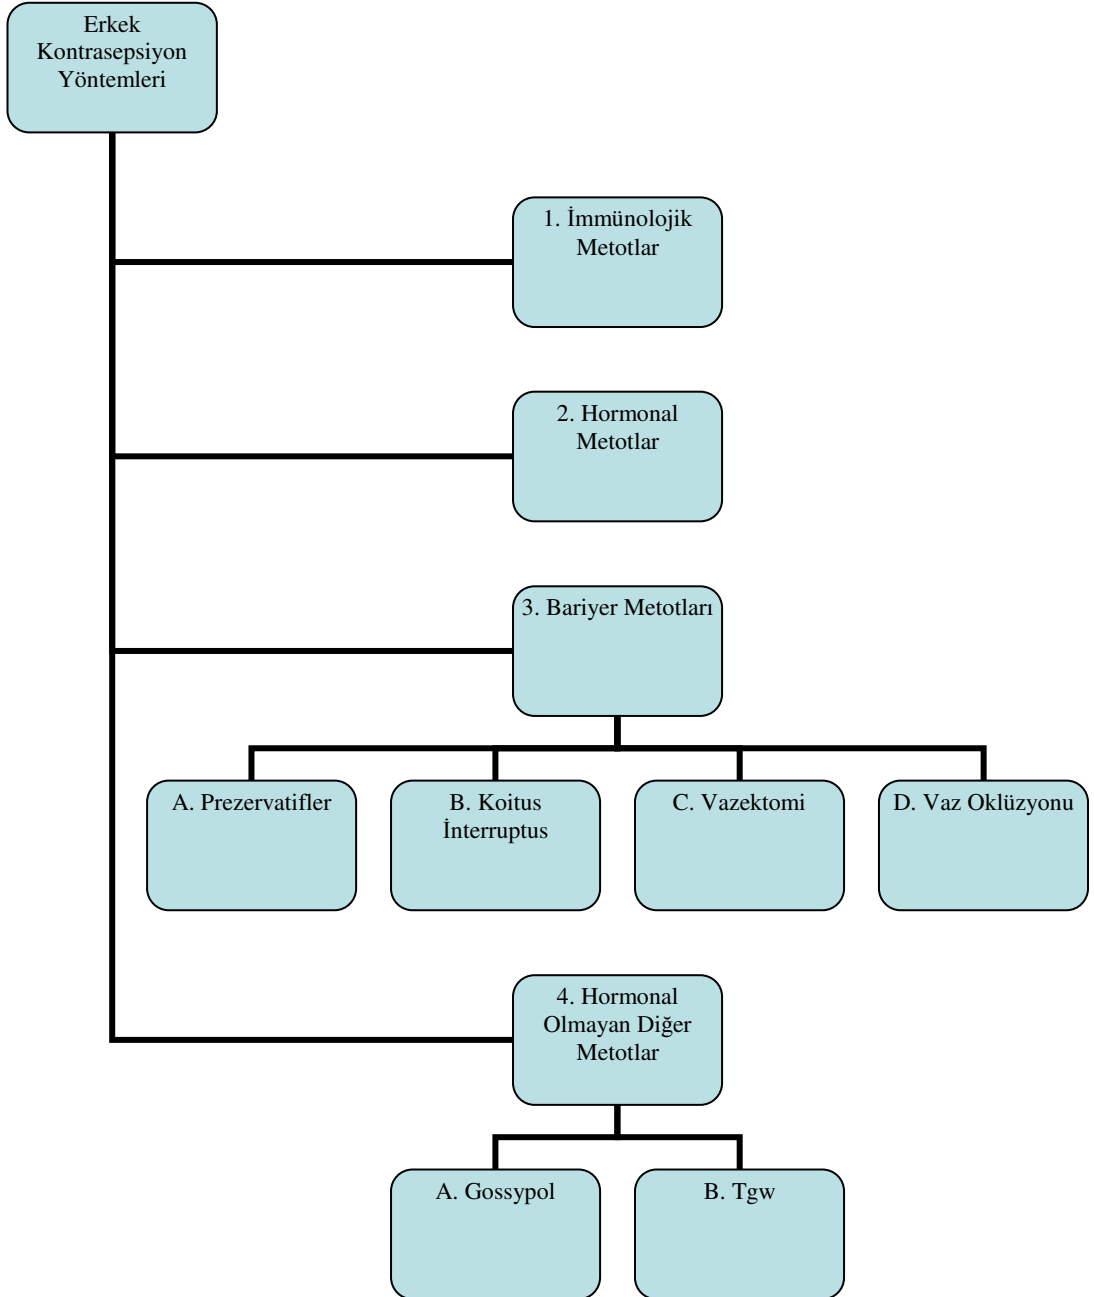 Erkek
Kontrasepsiyon
Yöntemleri
1. İmmünolojik
Metotlar
2. Hormonal
Metotlar
3. Bariyer Metotları
A. Prezervatifler
B. Koitus
İnterruptus
C. Vazektomi
D. Vaz Oklüzyonu
4. Hormonal
Olmayan Diğer
Metotlar
A. Gossypol
B. Tgw